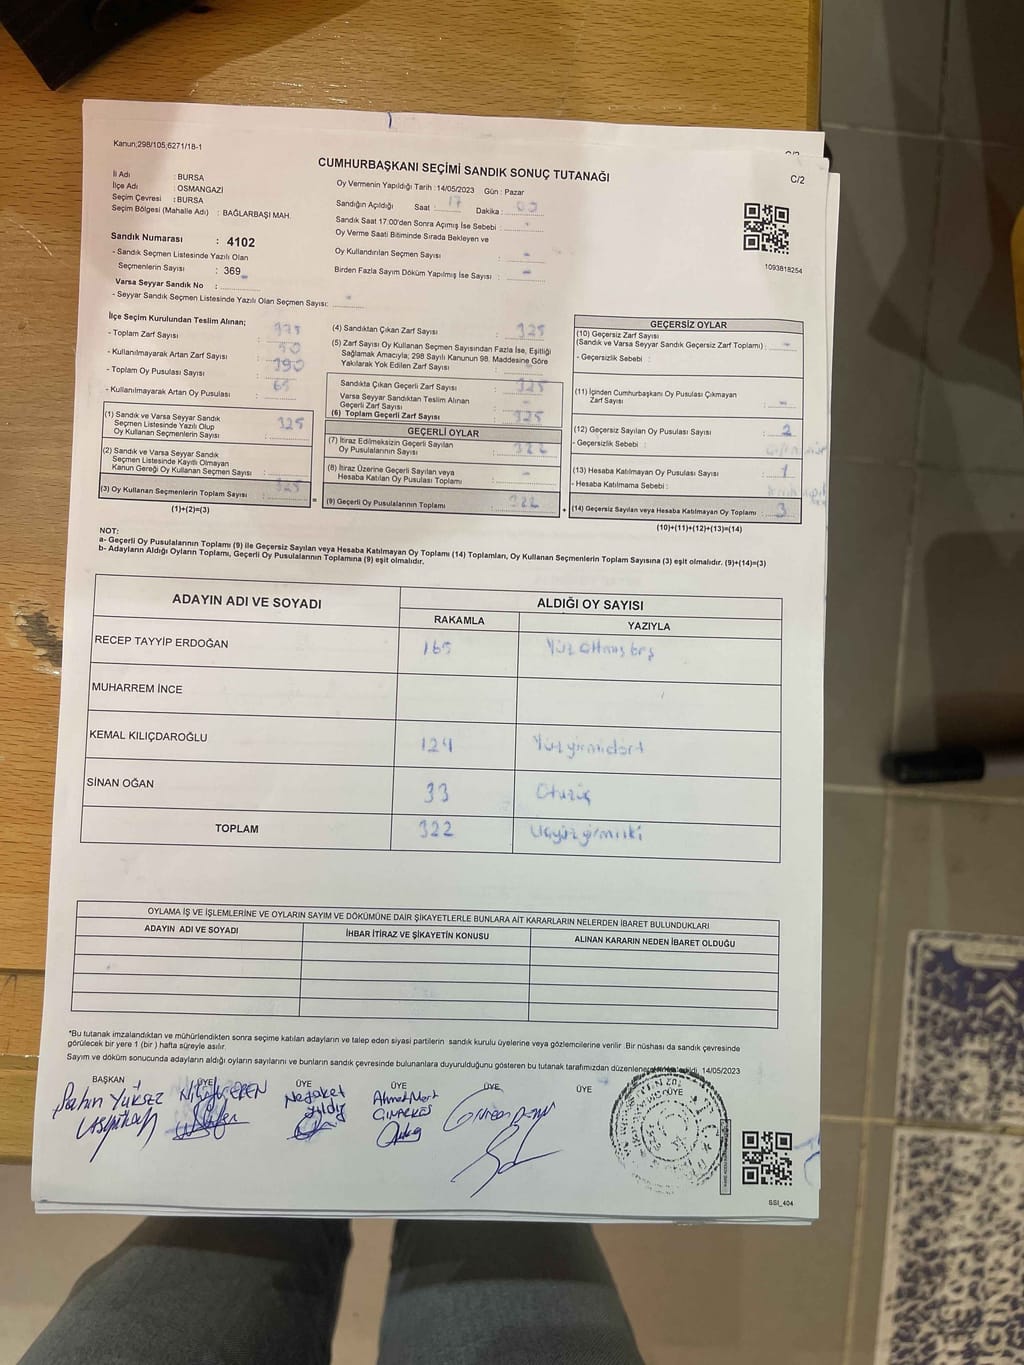 Kanun;298/105,6271/18-1
CUMHURBAŞKANI SEÇİMİ SANDIK SONUÇ TUTANAĞI
C/2
İl Adı : BURSA
İlçe Adı : OSMANGAZİ
Seçim Çevresi : BURSA
Seçim Bölgesi (Mahalle Adı) : BAĞLARBAŞI MAH.
Oy Vermenin Yapıldığı Tarih : 14/05/2023 Gün : Pazar
Sandığın Açıldığı Saat : 17 Dakika : 00
Sandık Saat 17:00'den Sonra Açımış İse Sebebi : -
Oy Verme Saati Bitiminde Sırada Bekleyen ve
Oy Kullandırılan Seçmen Sayısı : -
Birden Fazla Sayım Döküm Yapılmış İse Sayısı : -
1093818254
Sandık Numarası : 4102
- Sandık Seçmen Listesinde Yazılı Olan
Seçmenlerin Sayısı : 369
Varsa Seyyar Sandık No :
- Seyyar Sandık Seçmen Listesinde Yazılı Olan Seçmen Sayısı: -
İlçe Seçim Kurulundan Teslim Alınan;
- Toplam Zarf Sayısı : 375
- Kullanılmayarak Artan Zarf Sayısı : 50
- Toplam Oy Pusulası Sayısı : 390
- Kullanılmayarak Artan Oy Pusulası : 65
(1) Sandık ve Varsa Seyyar Sandık
Seçmen Listesinde Yazılı Olup
Oy Kullanan Seçmenlerin Sayısı : 325
(2) Sandık ve Varsa Seyyar Sandık
Seçmen Listesinde Kayıtlı Olmayan
Kanun Gereği Oy Kullanan Seçmen Sayısı :
(3) Oy Kullanan Seçmenlerin Toplam Sayısı : 325
(1)+(2)=(3)
(4) Sandıktan Çıkan Zarf Sayısı : 325
(5) Zarf Sayısı Oy Kullanan Seçmen Sayısından Fazla İse, Eşitliği
Sağlamak Amacıyla; 298 Sayılı Kanunun 98. Maddesine Göre
Yakılarak Yok Edilen Zarf Sayısı :
Sandıkta Çıkan Geçerli Zarf Sayısı : 325
Varsa Seyyar Sandıktan Teslim Alınan
Geçerli Zarf Sayısı : -
(6) Toplam Geçerli Zarf Sayısı : 325
GEÇERLİ OYLAR
(7) İtiraz Edilmeksizin Geçerli Sayılan
Oy Pusulalarının Sayısı : 322
(8) İtiraz Üzerine Geçerli Sayılan veya
Hesaba Katılan Oy Pusulası Toplamı : -
(9) Geçerli Oy Pusulalarının Toplamı : 322
GEÇERSİZ OYLAR
(10) Geçersiz Zarf Sayısı
(Sandık ve Varsa Seyyar Sandık Geçersiz Zarf Toplamı) : -
- Geçersizlik Sebebi :
(11) İçinden Cumhurbaşkanı Oy Pusulası Çıkmayan
Zarf Sayısı : -
(12) Geçersiz Sayılan Oy Pusulası Sayısı : 2
- Geçersizlik Sebebi :
(13) Hesaba Katılmayan Oy Pusulası Sayısı : 1
- Hesaba Katılmama Sebebi :
(14) Geçersiz Sayılan veya Hesaba Katılmayan Oy Toplamı : 3
(10)+(11)+(12)+(13)=(14)
NOT:
a- Geçerli Oy Pusulalarının Toplamı (9) ile Geçersiz Sayılan veya Hesaba Katılmayan Oy Toplamı (14) Toplamları, Oy Kullanan Seçmenlerin Toplam Sayısına (3) eşit olmalıdır. (9)+(14)=(3)
b- Adayların Aldığı Oyların Toplamı, Geçerli Oy Pusulalarının Toplamına (9) eşit olmalıdır.
ADAYIN ADI VE SOYADI ALDIĞI OY SAYISI
RAKAMLA YAZIYLA
RECEP TAYYİP ERDOĞAN 165 Yüz altmış beş
MUHARREM İNCE
KEMAL KILIÇDAROĞLU 124 Yüzyirmidört
SİNAN OĞAN 33 Otuzüç
TOPLAM 322 Üçyüzyirmiiki
OYLAMA İŞ VE İŞLEMLERİNE VE OYLARIN SAYIM VE DÖKÜMÜNE DAİR ŞİKAYETLERLE BUNLARA AİT KARARLARIN NELERDEN İBARET BULUNDUKLARI
ADAYIN ADI VE SOYADI İHBAR İTİRAZ VE ŞİKAYETİN KONUSU ALINAN KARARIN NEDEN İBARET OLDUĞU
*Bu tutanak imzalandıktan ve mühürlendikten sonra seçime katılan adayların ve talep eden siyasi partilerin sandık kurulu üyelerine ve gözlemcilerine verilir .Bir nüshası da sandık çevresinde
görülecek bir yere 1 (bir ) hafta süreyle asılır.
Sayım ve döküm sonucunda adayların aldığı oyların sayılarını ve bunların sandık çevresinde bulunanlara duyurulduğunu gösteren bu tutanak tarafımızdan 14/05/2023
BAŞKAN ÜYE ÜYE ÜYE ÜYE ÜYE
Şahin YÜKSEL Nilgün EREN Nezaket Yıldız Ahmet Mert ÇINARKEŞ
SSİ_404